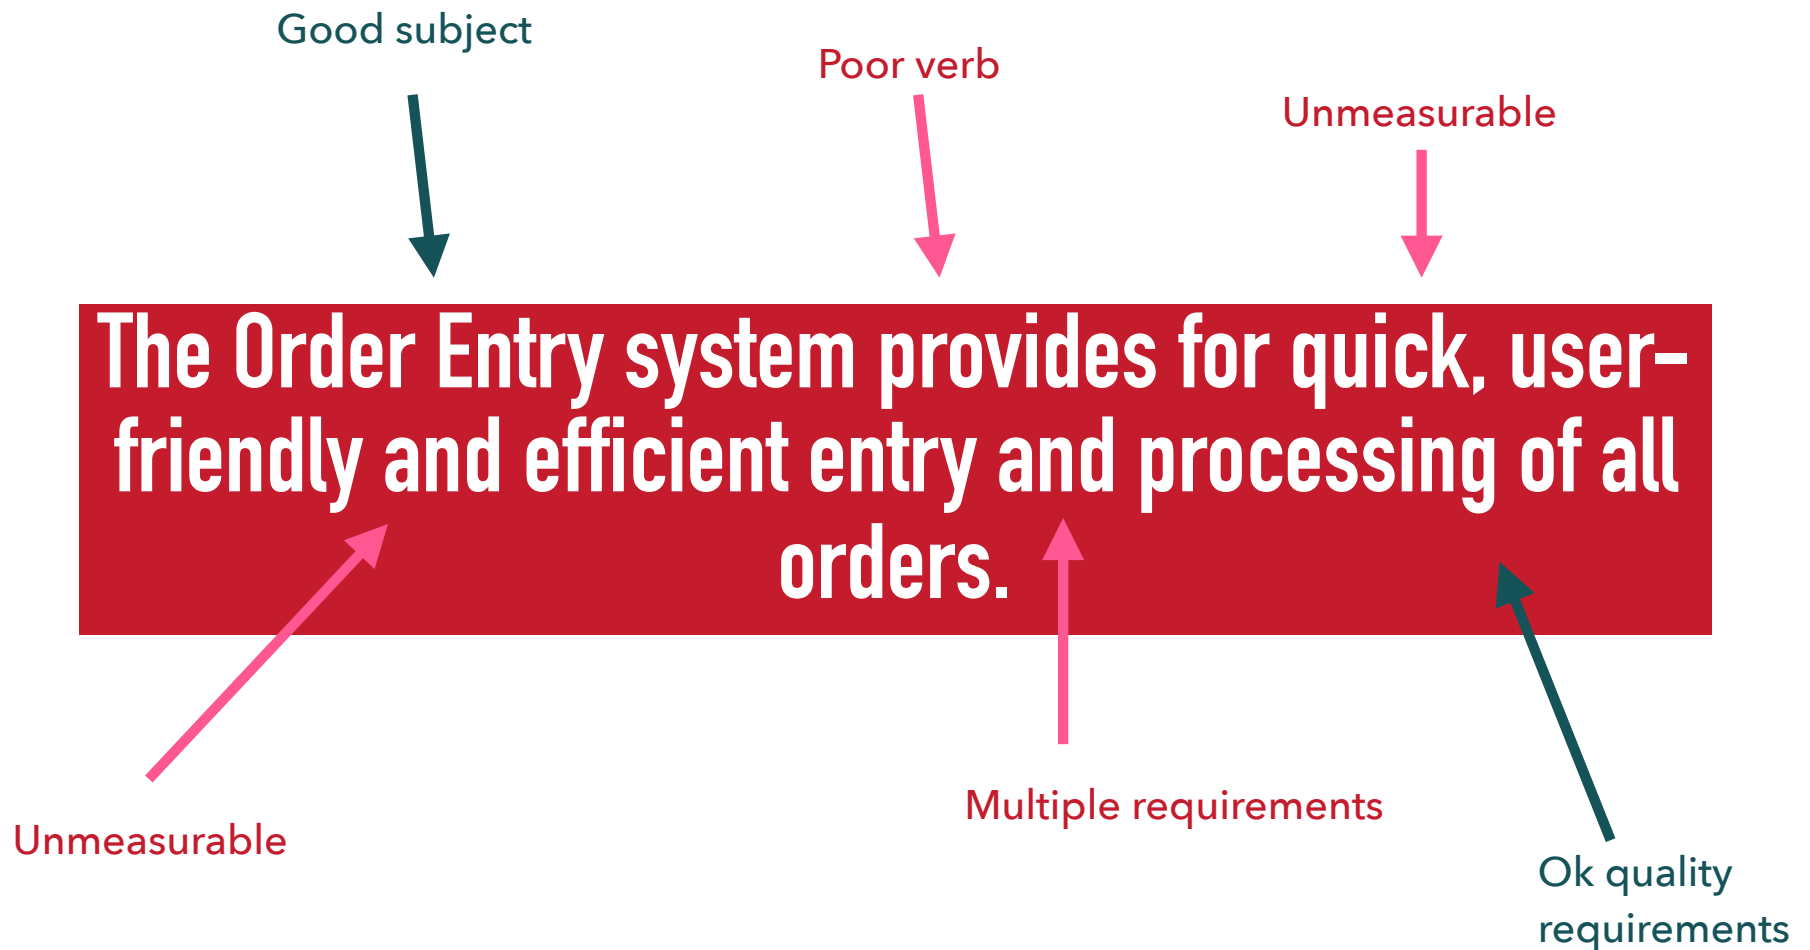 Good subject
Poor verb
Unmeasurable
The Order Entry system provides for quick, user–
friendly and efficient entry and processing of all
orders.
Multiple requirements
Unmeasurable
Ok quality
requirements